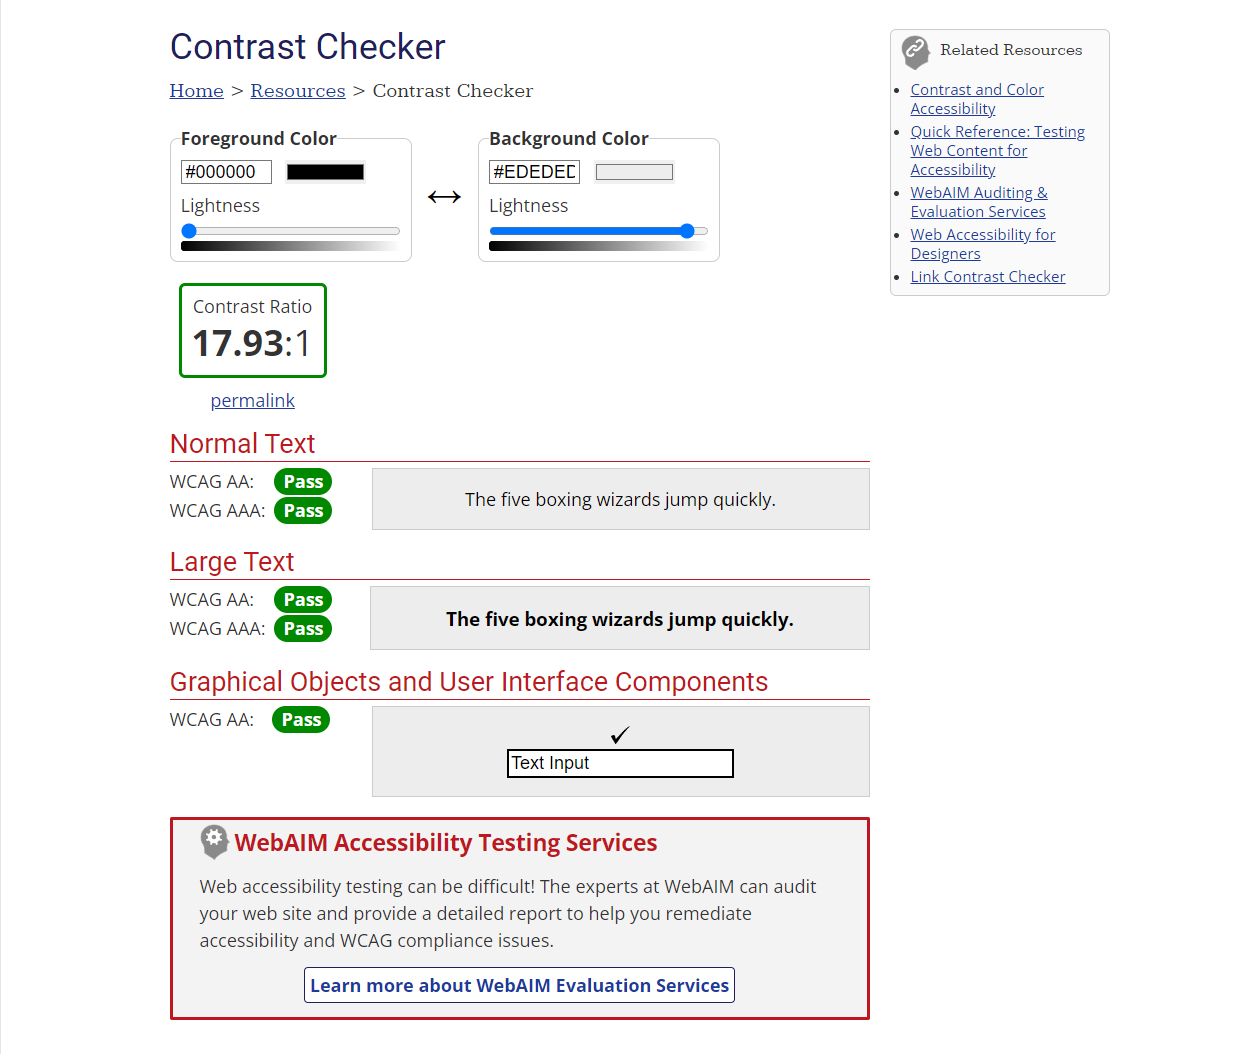 Contrast Checker
Home > Resources > Contrast Checker
Foreground Color
#000000
Lightness
Background Color
#EDEDED
Lightness
Contrast Ratio
17.93:1
permalink
Normal Text
WCAG AA: Pass
WCAG AAA: Pass
The five boxing wizards jump quickly.
Large Text
WCAG AA: Pass
WCAG AAA: Pass
The five boxing wizards jump quickly.
Graphical Objects and User Interface Components
WCAG AA: Pass
Text Input
WebAIM Accessibility Testing Services
Web accessibility testing can be difficult! The experts at WebAIM can audit
your web site and provide a detailed report to help you remediate
accessibility and WCAG compliance issues.
Learn more about WebAIM Evaluation Services
Related Resources
Contrast and Color
Accessibility
Quick Reference: Testing
Web Content for
Accessibility
WebAIM Auditing &
Evaluation Services
Web Accessibility for
Designers
Link Contrast Checker